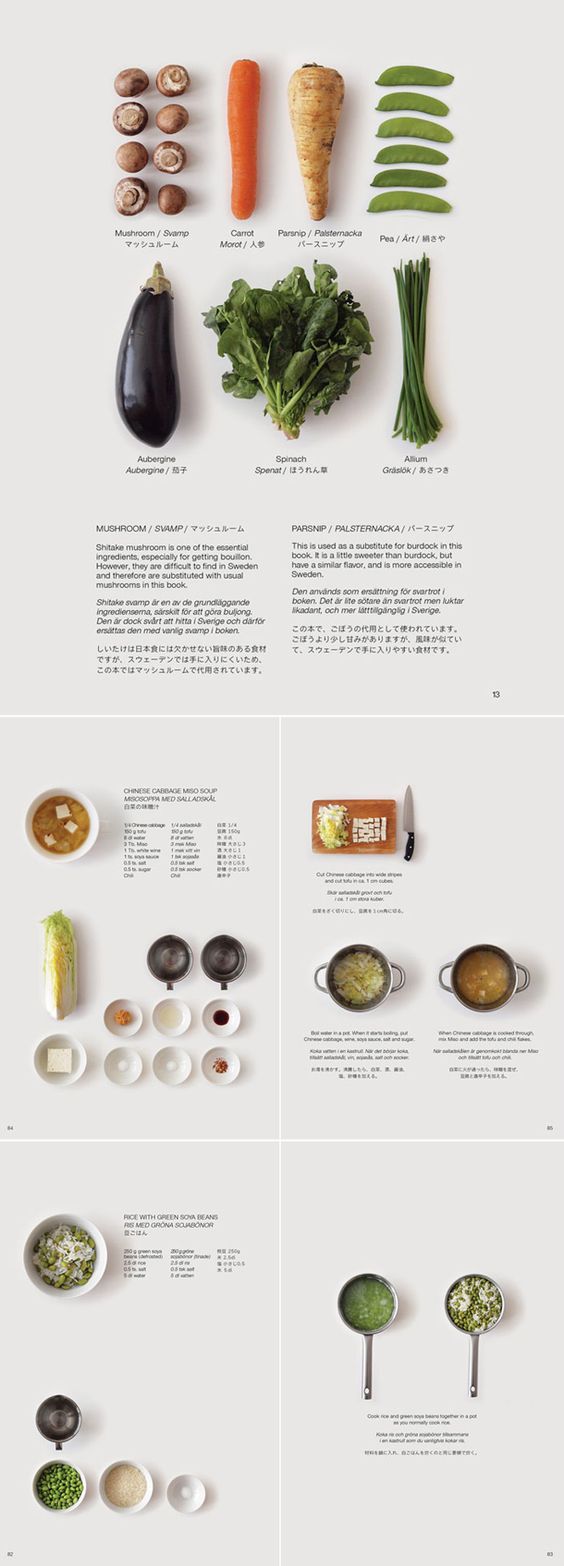 Mushroom / Svamp
マッシュルーム
Carrot
Morot / 人参
Parsnip / Palsternacka
パースニップ
Pea / Ärt / 絹さや
Aubergine
Aubergine / 茄子
Spinach
Spenat / ほうれん草
Allium
Gräslök / あさつき
MUSHROOM / SVAMP / マッシュルーム
Shitake mushroom is one of the essential
ingredients, especially for getting bouillon.
However, they are difficult to find in Sweden
and therefore are substituted with usual
mushrooms in this book.
Shitake svamp är en av de grundläggande
ingredienserna, särskilt för att göra buljong.
Den är dock svårt att hitta i Sverige och därför
ersättas den med vanlig svamp i boken.
しいたけは日本食には欠かせない旨味のある食材
ですが、スウェーデンでは手に入りにくいため、
この本ではマッシュルームで代用されています。
PARSNIP / PALSTERNACKA / パースニップ
This is used as a substitute for burdock in this
book. It is a little sweeter than burdock, but
have a similar flavor, and is more accessible in
Sweden.
Den används som ersättning för svartrot i
boken. Det är lite sötare än svartrot men luktar
likadant, och mer lätttillgänglig i Sverige.
この本で、ごぼうの代用として使われています。
ごぼうより少し甘みがありますが、風味が似てい
て、スウェーデンで手に入りやすい食材です。
13
CHINESE CABBAGE MISO SOUP
MISOSOPPA MED SALLADSKÅL
白菜の味噌汁
1/4 Chinese cabbage
150 g tofu
8 dl water
3 Tb. Miso
1 Tb. white wine
1 ts. soya sauce
0.5 ts. salt
0.5 ts. sugar
Chili
1/4 salladskål
150 g tofu
8 dl vatten
3 msk Miso
1 msk vitt vin
1 tsk sojasås
0.5 tsk salt
0.5 tsk socker
Chili
白菜 1/4
豆腐 150g
水 8 dl
味噌 大さじ3
酒 大さじ1
醤油 小さじ1
塩 小さじ0.5
砂糖 小さじ0.5
唐辛子
84
Cut Chinese cabbage into wide stripes
and cut tofu in ca. 1 cm cubes.
Skär salladskål grovt och tofu
i ca. 1 cm stora kuber.
白菜をざく切りにし、豆腐を1cm角に切る。
Boil water in a pot. When it starts boiling, put
Chinese cabbage, wine, soya sauce, salt and sugar.
Koka vatten i en kastrull. När det börjar koka,
tillsätt salladskål, vin, sojasås, salt och socker.
お湯を沸かす。沸騰したら、白菜、酒、醤油、
塩、砂糖を加える。
When Chinese cabbage is cooked through,
mix Miso and add the tofu and chili flakes.
När salladskålen är genomkokt blanda ner Miso
och tillsätt tofu och chili.
白菜に火が通ったら、味噌を混ぜ、
豆腐と唐辛子を加える。
85
RICE WITH GREEN SOYA BEANS
RIS MED GRÖNA SOJABÖNOR
豆ごはん
250 g green soya
beans (defrosted)
2.5 dl rice
0.5 ts. salt
5 dl water
250 g gröna
sojabönor (tinade)
2.5 dl ris
0.5 tsk salt
5 dl vatten
枝豆 250g
米 2.5dl
塩 小さじ0.5
水 5 dl
82
Cook rice and green soya beans together in a pot
as you normally cook rice.
Koka ris och gröna sojabönor tillsammans
i en kastrull som du vanligtvis kokar ris.
材料を鍋に入れ、白ごはんを炊くのと同じ要領で炊く。
83